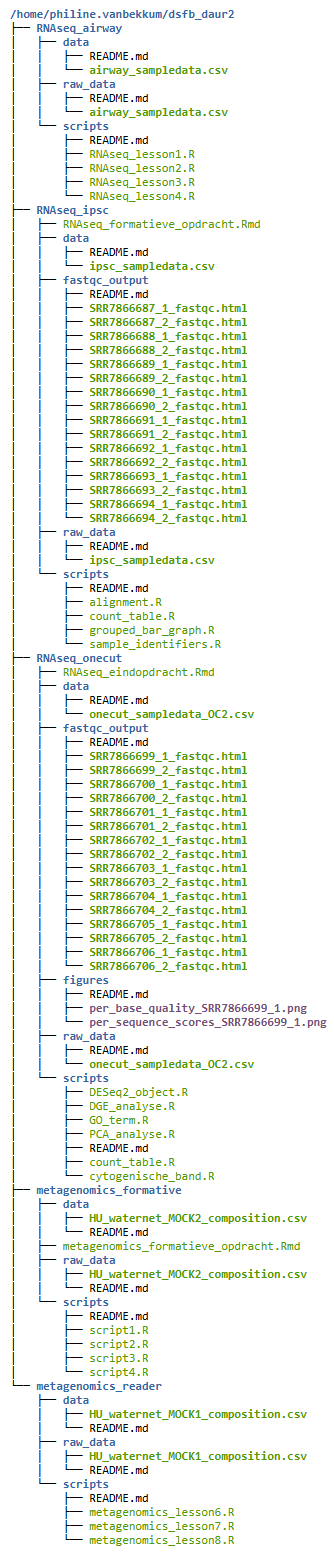 /home/philine.vanbekkum/dsfb_daur2
├── RNAseq_airway
│   ├── data
│   │   ├── README.md
│   │   └── airway_sampledata.csv
│   ├── raw_data
│   │   ├── README.md
│   │   └── airway_sampledata.csv
│   └── scripts
│       ├── README.md
│       ├── RNAseq_lesson1.R
│       ├── RNAseq_lesson2.R
│       ├── RNAseq_lesson3.R
│       └── RNAseq_lesson4.R
├── RNAseq_ipsc
│   ├── RNAseq_formatieve_opdracht.Rmd
│   ├── data
│   │   ├── README.md
│   │   └── ipsc_sampledata.csv
│   ├── fastqc_output
│   │   ├── README.md
│   │   ├── SRR7866687_1_fastqc.html
│   │   ├── SRR7866687_2_fastqc.html
│   │   ├── SRR7866688_1_fastqc.html
│   │   ├── SRR7866688_2_fastqc.html
│   │   ├── SRR7866689_1_fastqc.html
│   │   ├── SRR7866689_2_fastqc.html
│   │   ├── SRR7866690_1_fastqc.html
│   │   ├── SRR7866690_2_fastqc.html
│   │   ├── SRR7866691_1_fastqc.html
│   │   ├── SRR7866691_2_fastqc.html
│   │   ├── SRR7866692_1_fastqc.html
│   │   ├── SRR7866692_2_fastqc.html
│   │   ├── SRR7866693_1_fastqc.html
│   │   ├── SRR7866693_2_fastqc.html
│   │   ├── SRR7866694_1_fastqc.html
│   │   └── SRR7866694_2_fastqc.html
│   ├── raw_data
│   │   ├── README.md
│   │   └── ipsc_sampledata.csv
│   └── scripts
│       ├── README.md
│       ├── alignment.R
│       ├── count_table.R
│       ├── grouped_bar_graph.R
│       └── sample_identifiers.R
├── RNAseq_onecut
│   ├── RNAseq_eindopdracht.Rmd
│   ├── data
│   │   ├── README.md
│   │   └── onecut_sampledata_OC2.csv
│   ├── fastqc_output
│   │   ├── README.md
│   │   ├── SRR7866699_1_fastqc.html
│   │   ├── SRR7866699_2_fastqc.html
│   │   ├── SRR7866700_1_fastqc.html
│   │   ├── SRR7866700_2_fastqc.html
│   │   ├── SRR7866701_1_fastqc.html
│   │   ├── SRR7866701_2_fastqc.html
│   │   ├── SRR7866702_1_fastqc.html
│   │   ├── SRR7866702_2_fastqc.html
│   │   ├── SRR7866703_1_fastqc.html
│   │   ├── SRR7866703_2_fastqc.html
│   │   ├── SRR7866704_1_fastqc.html
│   │   ├── SRR7866704_2_fastqc.html
│   │   ├── SRR7866705_1_fastqc.html
│   │   ├── SRR7866705_2_fastqc.html
│   │   ├── SRR7866706_1_fastqc.html
│   │   └── SRR7866706_2_fastqc.html
│   ├── figures
│   │   ├── README.md
│   │   ├── per_base_quality_SRR7866699_1.png
│   │   └── per_sequence_scores_SRR7866699_1.png
│   ├── raw_data
│   │   ├── README.md
│   │   └── onecut_sampledata_OC2.csv
│   └── scripts
│       ├── DESeq2_object.R
│       ├── DGE_analyse.R
│       ├── GO_term.R
│       ├── PCA_analyse.R
│       ├── README.md
│       ├── count_table.R
│       └── cytogenische_band.R
├── metagenomics_formative
│   ├── data
│   │   ├── HU_waternet_MOCK2_composition.csv
│   │   └── README.md
│   ├── metagenomics_formatieve_opdracht.Rmd
│   ├── raw_data
│   │   ├── HU_waternet_MOCK2_composition.csv
│   │   └── README.md
│   └── scripts
│       ├── README.md
│       ├── script1.R
│       ├── script2.R
│       ├── script3.R
│       └── script4.R
└── metagenomics_reader
    ├── data
    │   ├── HU_waternet_MOCK1_composition.csv
    │   └── README.md
    ├── raw_data
    │   ├── HU_waternet_MOCK1_composition.csv
    │   └── README.md
    └── scripts
        ├── README.md
        ├── metagenomics_lesson6.R
        ├── metagenomics_lesson7.R
        └── metagenomics_lesson8.R